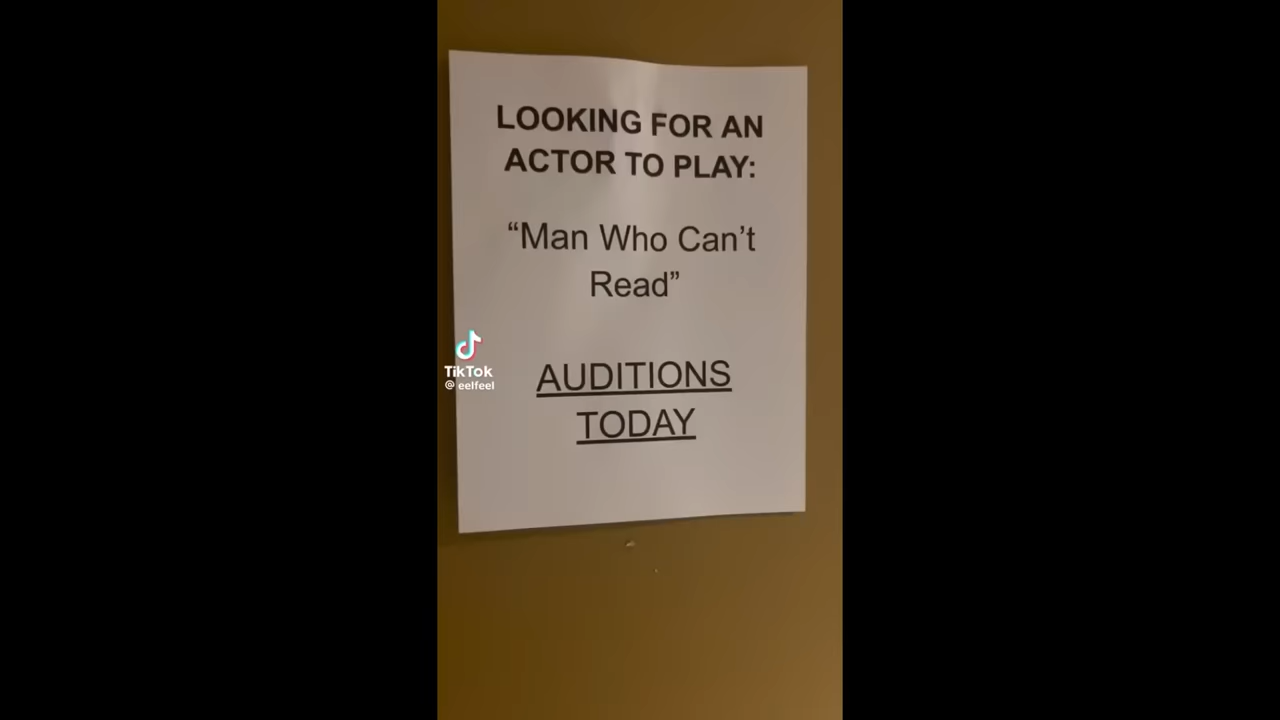 LOOKING FOR AN
ACTOR TO PLAY:
“Man Who Can’t
Read”
AUDITIONS
TODAY
TikTok
@ eelfeel